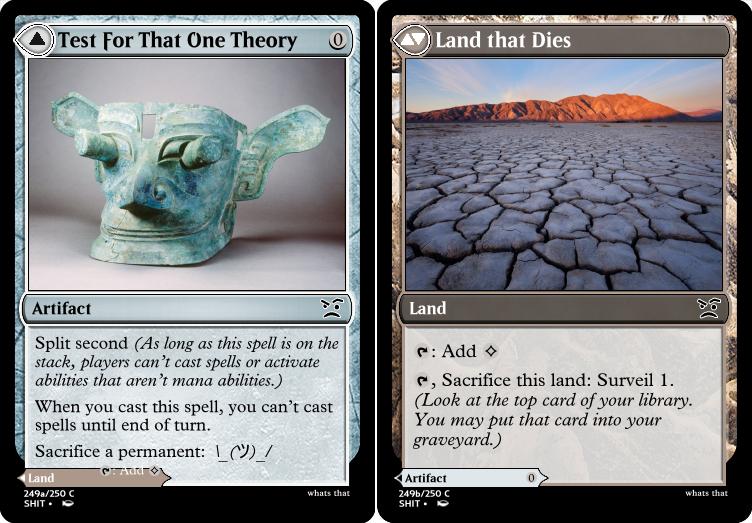 Test For That One Theory 0
Artifact
Split second (As long as this spell is on the
stack, players can't cast spells or activate
abilities that aren't mana abilities.)
When you cast this spell, you can't cast
spells until end of turn.
Sacrifice a permanent: \_(ツ)_/
Land : Add
249a/250 C
SHIT •
whats that
Land that Dies
Land
: Add
, Sacrifice this land: Surveil 1.
(Look at the top card of your library.
You may put that card into your
graveyard.)
Artifact 0
249b/250 C
SHIT •
whats that